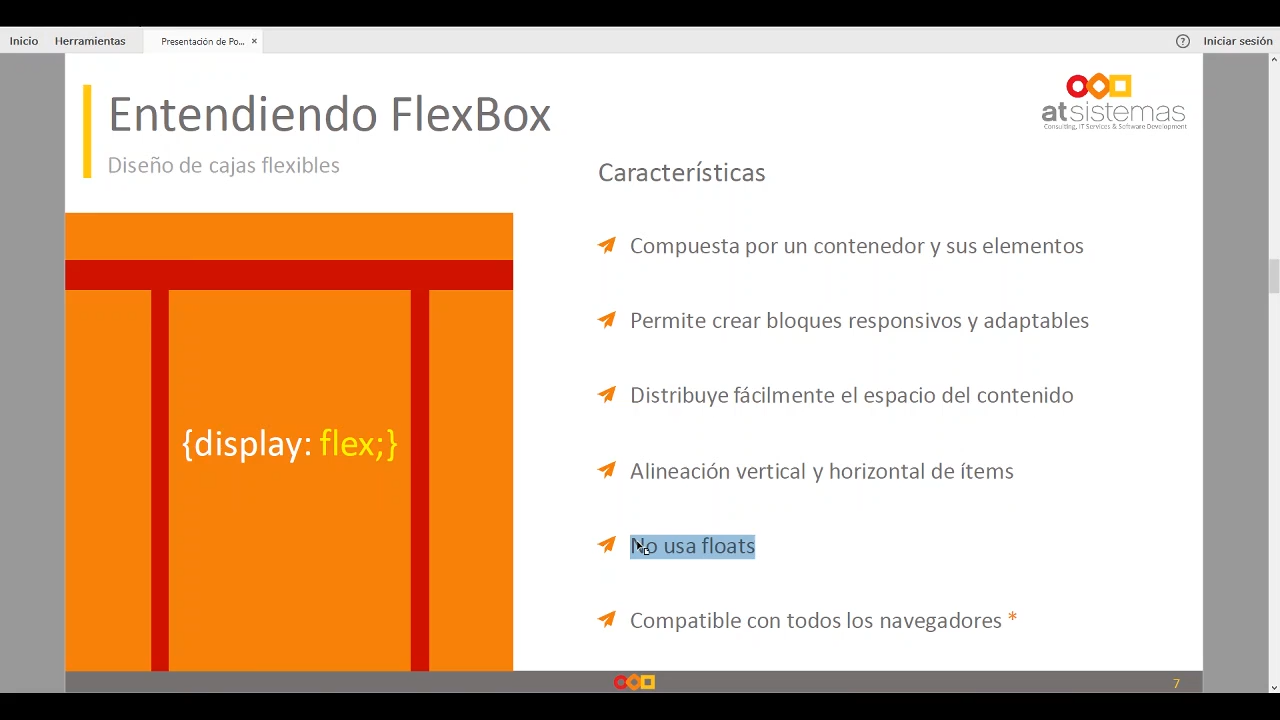 Inicio Herramientas Presentación de Po... × ? Iniciar sesión
Entendiendo FlexBox
Diseño de cajas flexibles
atsistemas
Consulting, IT Services & Software Development
Características
Compuesta por un contenedor y sus elementos
Permite crear bloques responsivos y adaptables
Distribuye fácilmente el espacio del contenido
{display: flex;}
Alineación vertical y horizontal de ítems
No usa floats
Compatible con todos los navegadores *
7